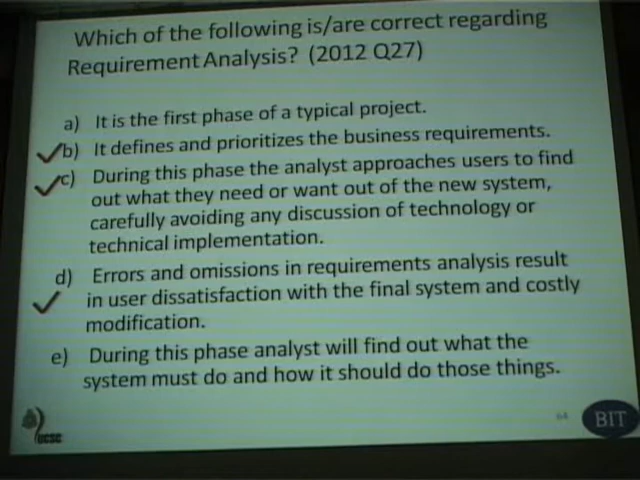 Which of the following is/are correct regarding
Requirement Analysis? (2012 Q27)
a) It is the first phase of a typical project.
b) It defines and prioritizes the business requirements.
c) During this phase the analyst approaches users to find
out what they need or want out of the new system,
carefully avoiding any discussion of technology or
technical implementation.
d) Errors and omissions in requirements analysis result
in user dissatisfaction with the final system and costly
modification.
e) During this phase analyst will find out what the
system must do and how it should do those things.
ucsc
64
BIT